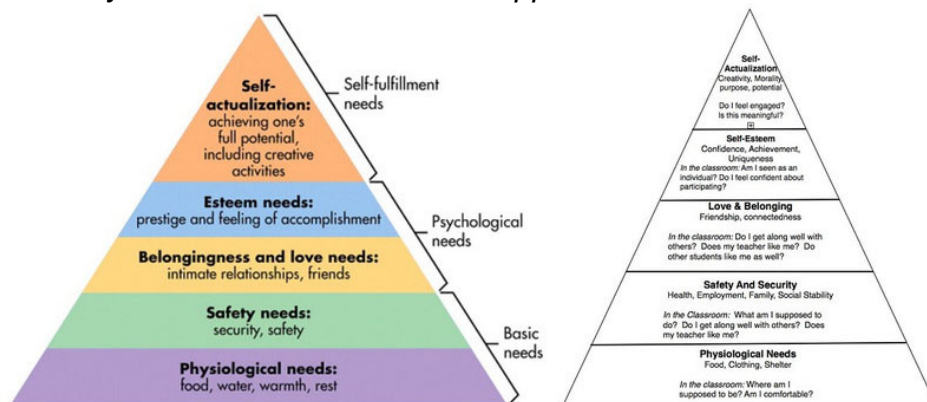 Self-
actualization:
achieving one's
full potential,
including creative
activities
Esteem needs:
prestige and feeling of accomplishment
Belongingness and love needs:
intimate relationships, friends
Safety needs:
security, safety
Physiological needs:
food, water, warmth, rest
Self-fulfillment
needs
Psychological
needs
Basic
needs
Self-
Actualization
Creativity, Morality,
purpose, potential
Do I feel engaged?
Is this meaningful?
Self-Esteem
Confidence, Achievement,
Uniqueness
In the classroom: Am I seen as an
individual? Do I feel confident about
participating?
Love & Belonging
Friendship, connectedness
In the classroom: Do I get along well with
others? Does my teacher like me? Do
other students like me as well?
Safety And Security
Health, Employment, Family, Social Stability
In the Classroom: What am I supposed to
do? Do I get along well with others? Does
my teacher like me?
Physiological Needs
Food, Clothing, Shelter
In the classroom: Where am I
supposed to be? Am I comfortable?